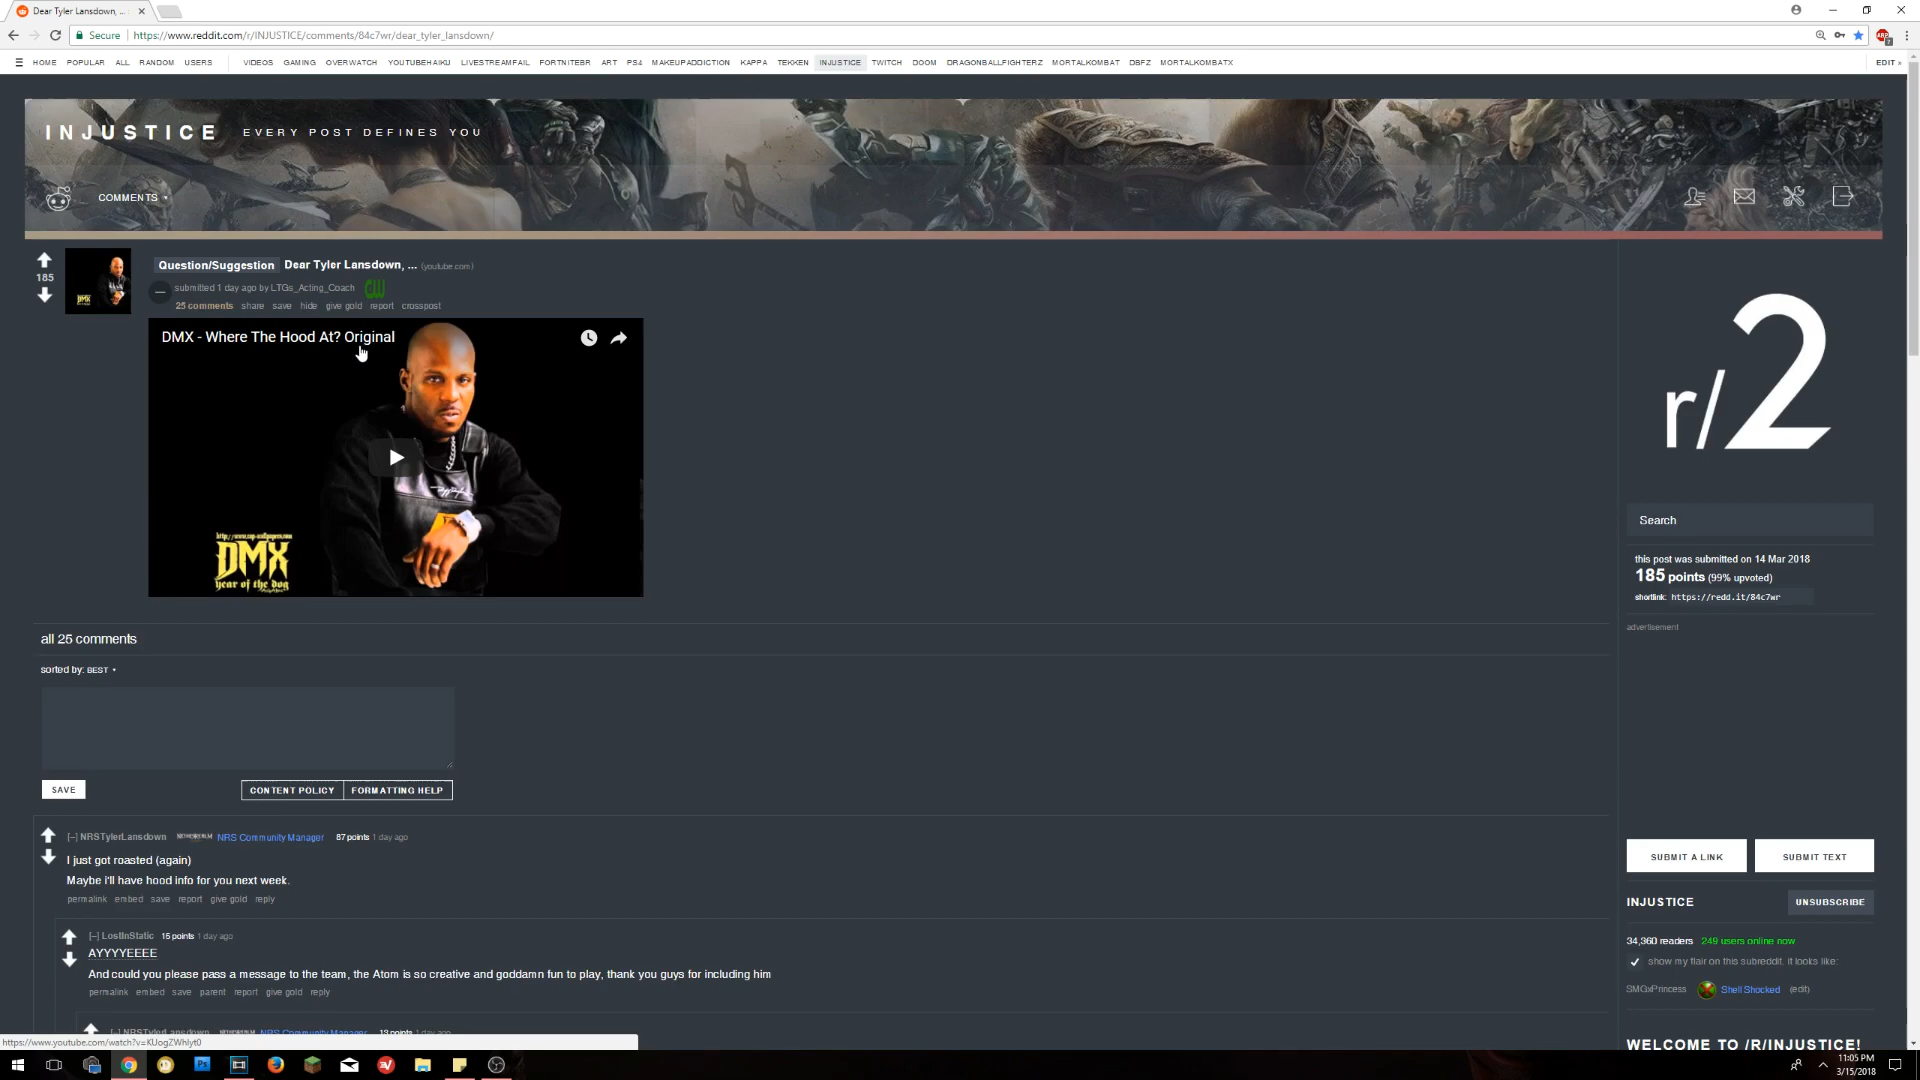 Dear Tyler Lansdown, ...
Secure
https://www.reddit.com/r/INJUSTICE/comments/84c7wr/dear_tyler_lansdown/
HOME POPULAR ALL RANDOM USERS VIDEOS GAMING OVERWATCH YOUTUBEHAIKU LIVESTREAMFAIL FORTNITEBR ART PS4 MAKEUPADDICTION KAPPA TEKKEN INJUSTICE TWITCH DOOM DRAGONBALLFIGHTERZ MORTALKOMBAT DBFZ MORTALKOMBATX EDIT »
INJUSTICE EVERY POST DEFINES YOU
COMMENTS
185
Question/Suggestion Dear Tyler Lansdown, ... (youtube.com)
submitted 1 day ago by LTGs_Acting_Coach
25 comments share save hide give gold report crosspost
DMX - Where The Hood At? Original
DMX
year of the dog
all 25 comments
sorted by: BEST
SAVE
CONTENT POLICY FORMATTING HELP
[–] NRSTylerLansdown NRS Community Manager 87 points 1 day ago
I just got roasted (again)
Maybe i'll have hood info for you next week.
permalink embed save report give gold reply
[–] LostInStatic 15 points 1 day ago
AYYYYEEEE
And could you please pass a message to the team, the Atom is so creative and goddamn fun to play, thank you guys for including him
permalink embed save parent report give gold reply
[–] NRSTylerLansdown NRS Community Manager 13 points 1 day ago
https://www.youtube.com/watch?v=KUogZWhIyt0
r/2
Search
this post was submitted on 14 Mar 2018
185 points (99% upvoted)
shortlink: https://redd.it/84c7wr
advertisement
SUBMIT A LINK
SUBMIT TEXT
INJUSTICE
UNSUBSCRIBE
34,360 readers 249 users online now
show my flair on this subreddit. It looks like:
SMGxPrincess Shell Shocked (edit)
WELCOME TO /R/INJUSTICE!
11:05 PM
3/15/2018